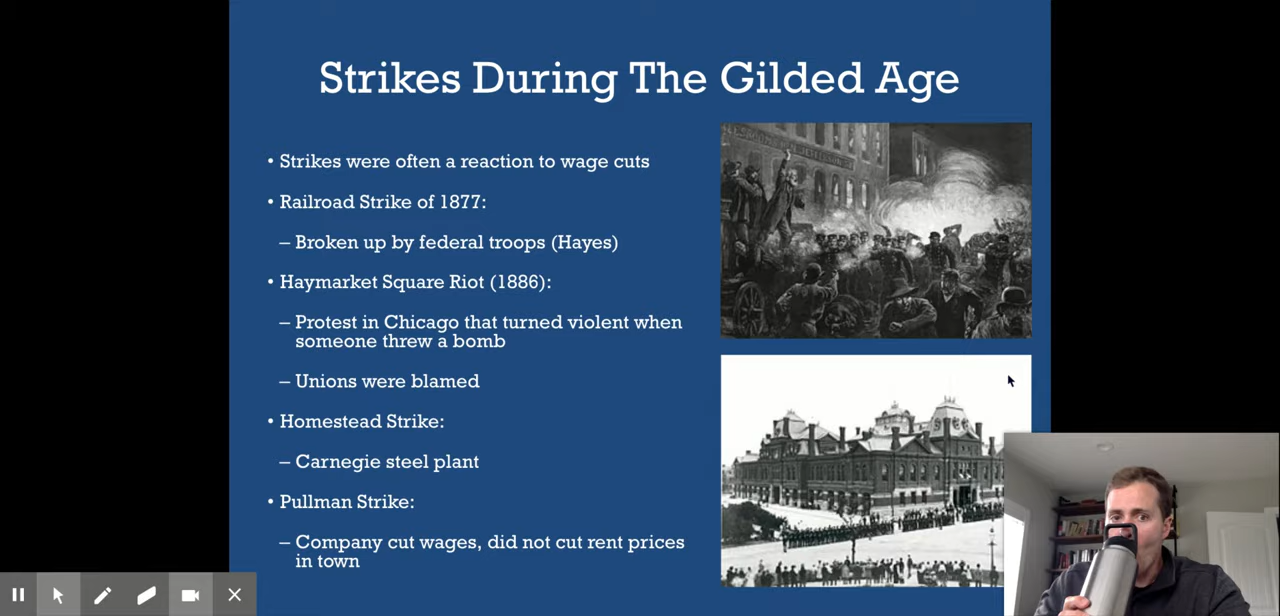 Strikes During The Gilded Age
• Strikes were often a reaction to wage cuts
• Railroad Strike of 1877:
– Broken up by federal troops (Hayes)
• Haymarket Square Riot (1886):
– Protest in Chicago that turned violent when
someone threw a bomb
– Unions were blamed
• Homestead Strike:
– Carnegie steel plant
• Pullman Strike:
– Company cut wages, did not cut rent prices
in town